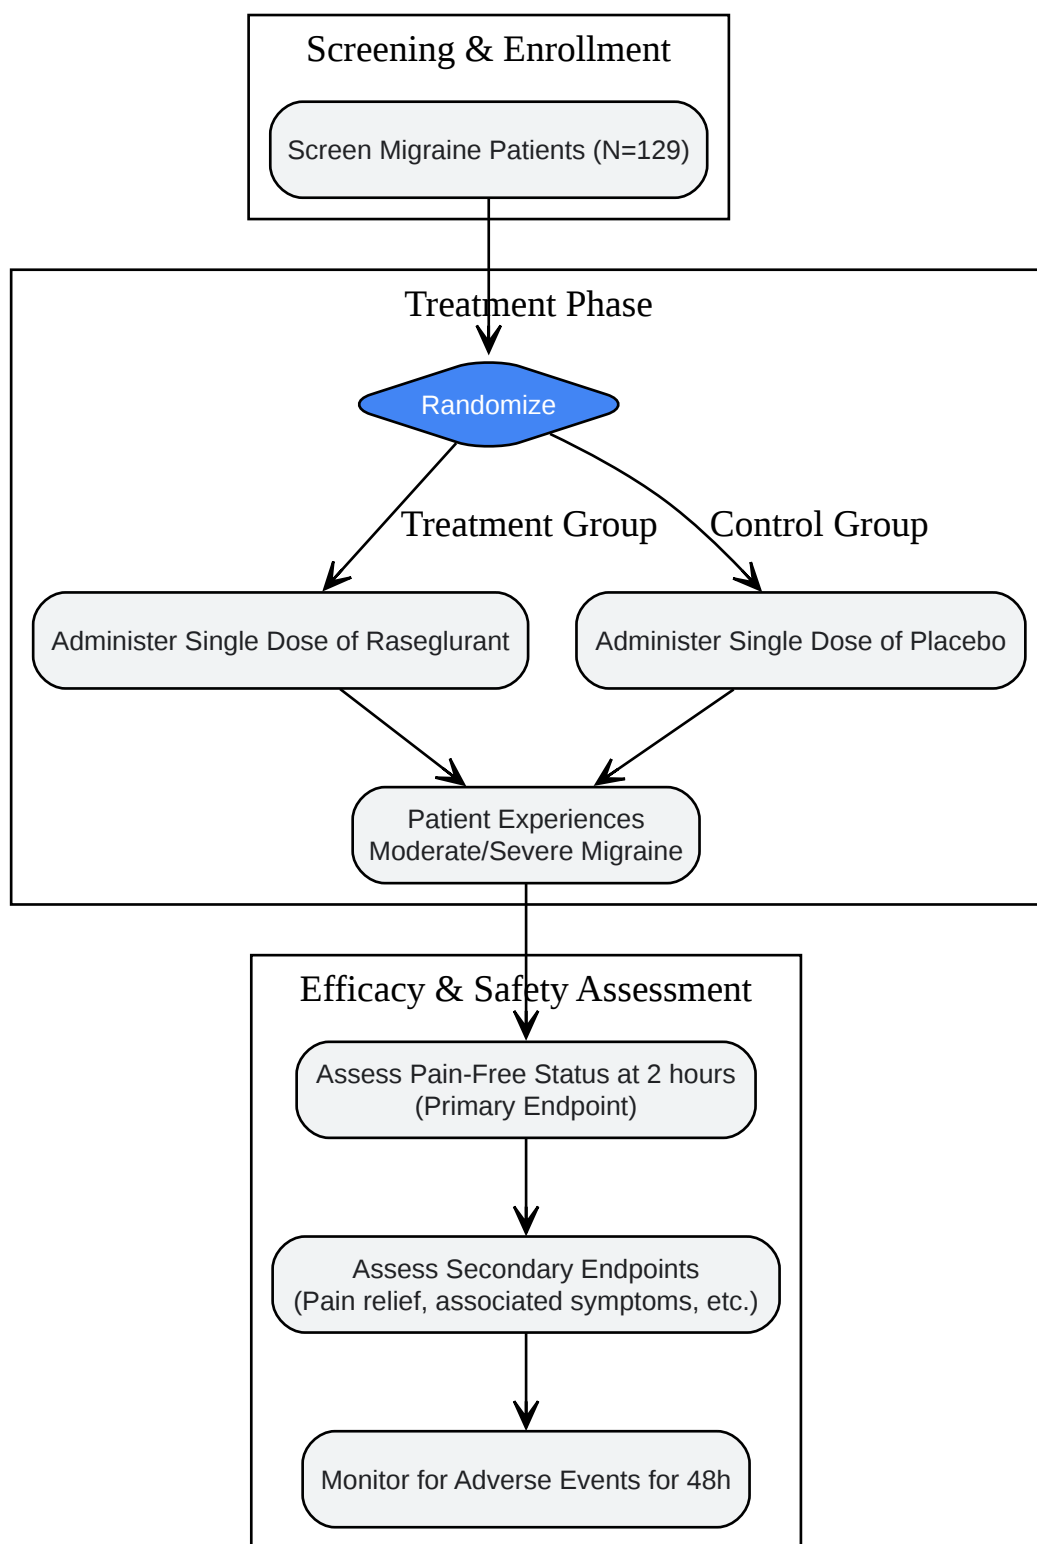 Screening & Enrollment
Screen Migraine Patients (N=129)
Treatment Phase
Randomize
Treatment Group
Control Group
Administer Single Dose of Raseglurant
Administer Single Dose of Placebo
Patient Experiences
Moderate/Severe Migraine
Efficacy & Safety Assessment
Assess Pain-Free Status at 2 hours
(Primary Endpoint)
Assess Secondary Endpoints
(Pain relief, associated symptoms, etc.)
Monitor for Adverse Events for 48h